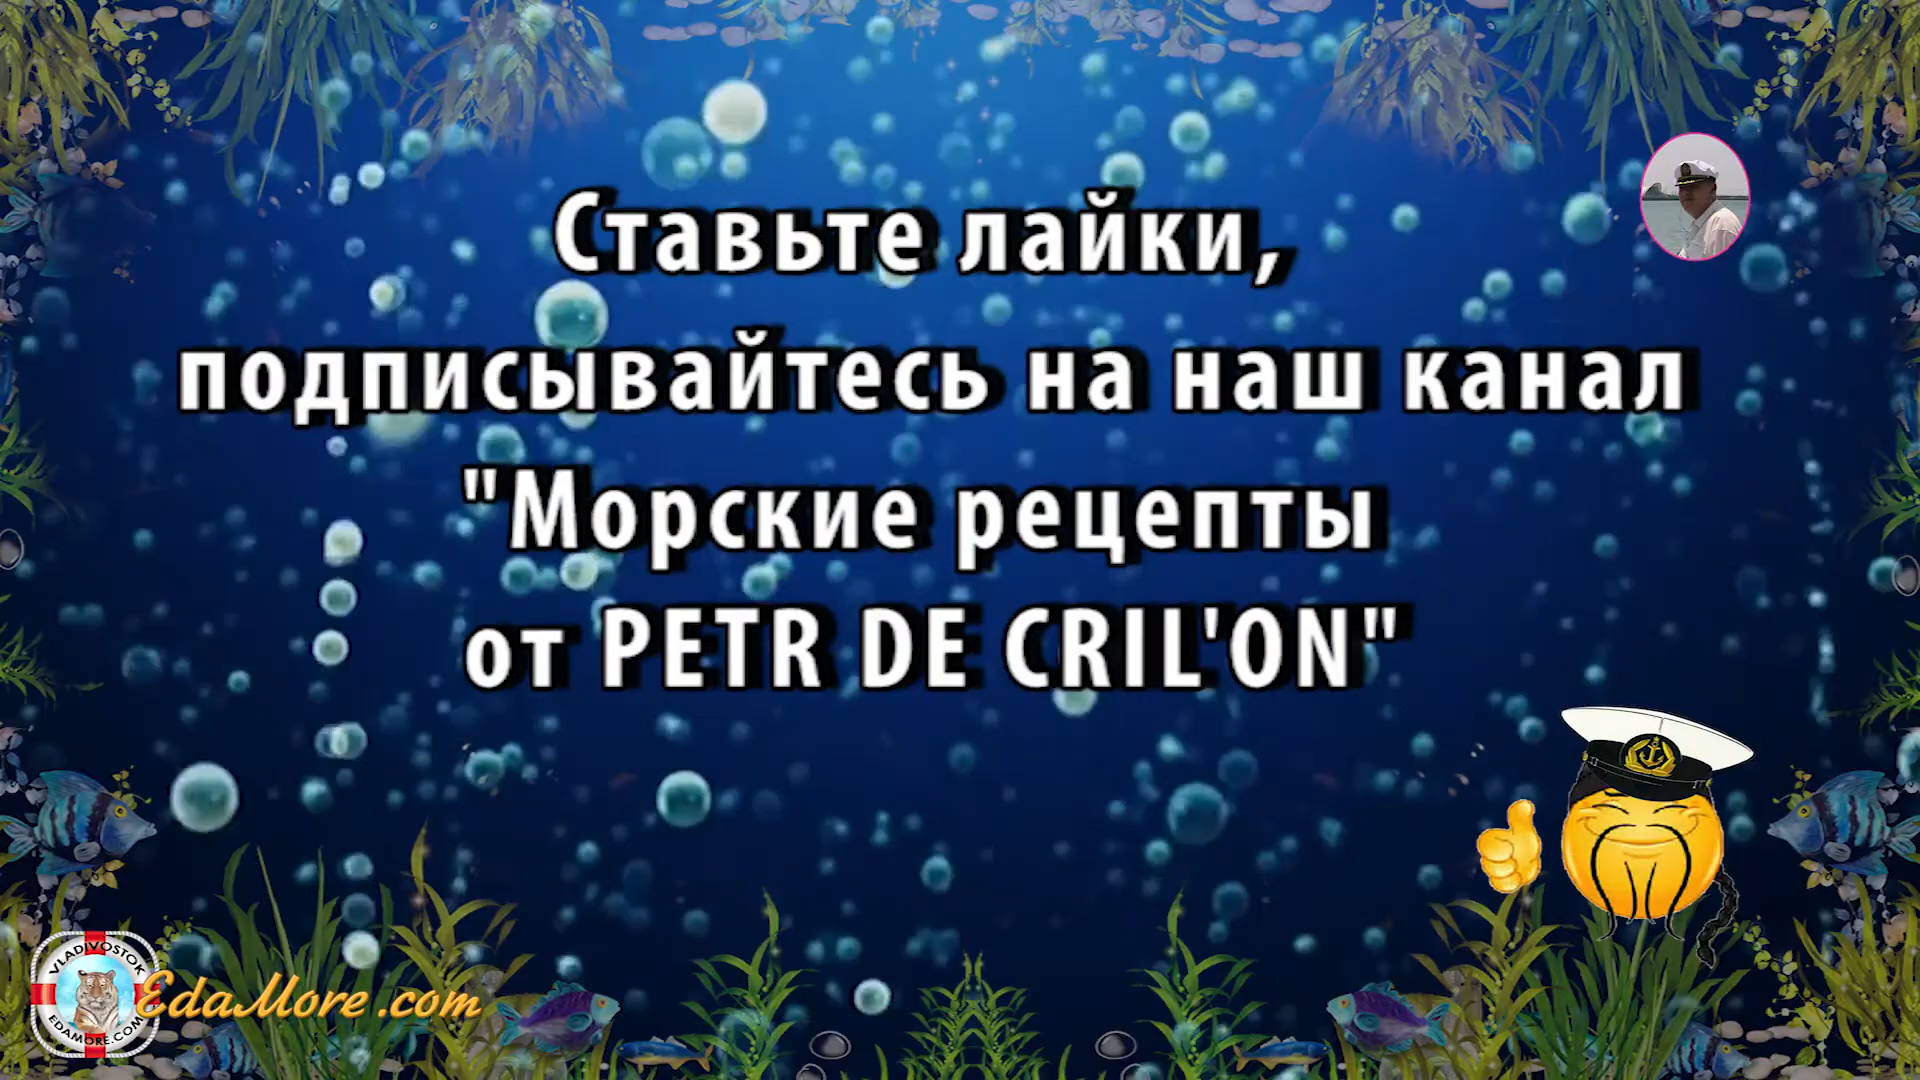 Ставьте лайки,
подписывайтесь на наш канал
"Морские рецепты
от PETR DE CRIL'ON"
VLADIVOSTOK
EDAMORE.COM
EdaMore.com